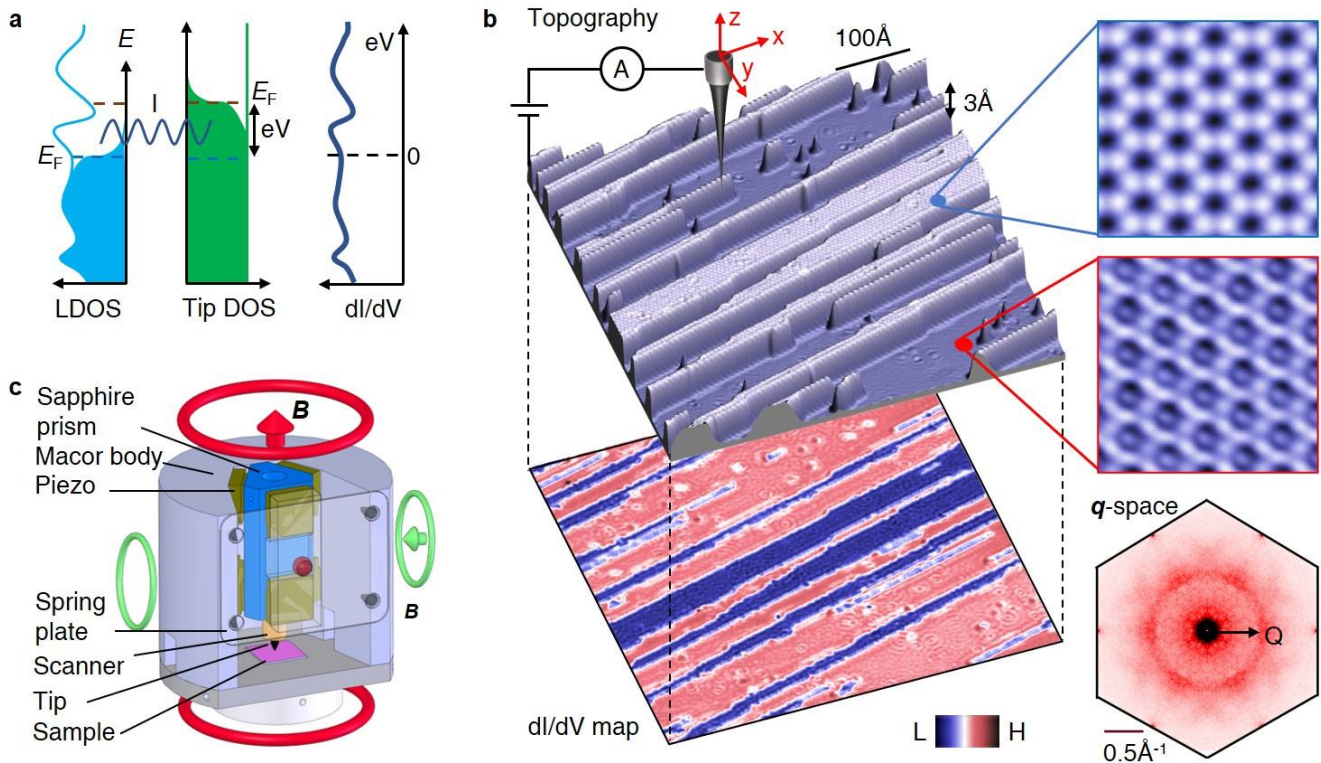 a
E
eV
I
E_F
eV
E_F
0
LDOS
Tip DOS
dI/dV
b
Topography
z
x
y
A
100Å
3Å
dI/dV map
L
H
q-space
Q
0.5Å⁻¹
c
Sapphire
prism
Macor body
Piezo
Spring
plate
Scanner
Tip
Sample
B
B